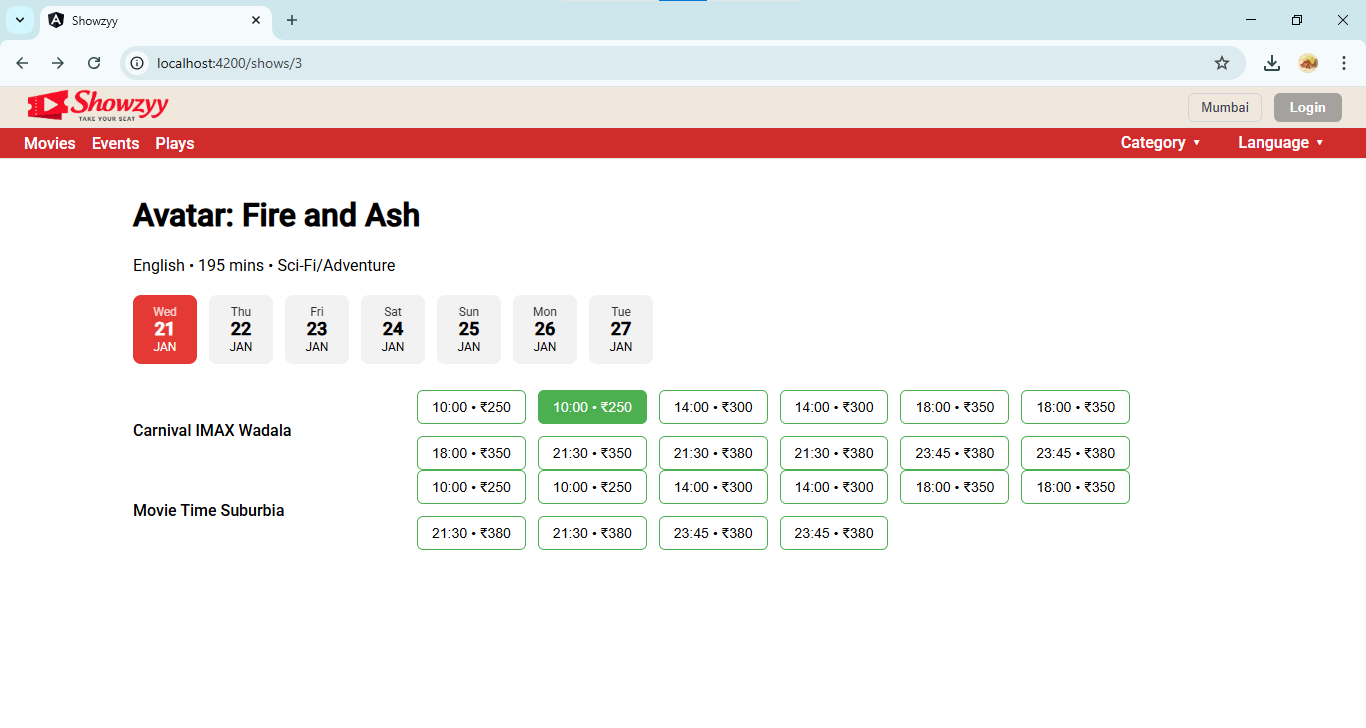 Showzyy
localhost:4200/shows/3
Showzyy
TAKE YOUR SEAT
Mumbai Login
Movies Events Plays Category ▼ Language ▼
Avatar: Fire and Ash
English • 195 mins • Sci-Fi/Adventure
Wed Thu Fri Sat Sun Mon Tue
21 22 23 24 25 26 27
JAN JAN JAN JAN JAN JAN JAN
10:00 • ₹250 10:00 • ₹250 14:00 • ₹300 14:00 • ₹300 18:00 • ₹350 18:00 • ₹350
Carnival IMAX Wadala
18:00 • ₹350 21:30 • ₹350 21:30 • ₹380 21:30 • ₹380 23:45 • ₹380 23:45 • ₹380
10:00 • ₹250 10:00 • ₹250 14:00 • ₹300 14:00 • ₹300 18:00 • ₹350 18:00 • ₹350
Movie Time Suburbia
21:30 • ₹380 21:30 • ₹380 23:45 • ₹380 23:45 • ₹380